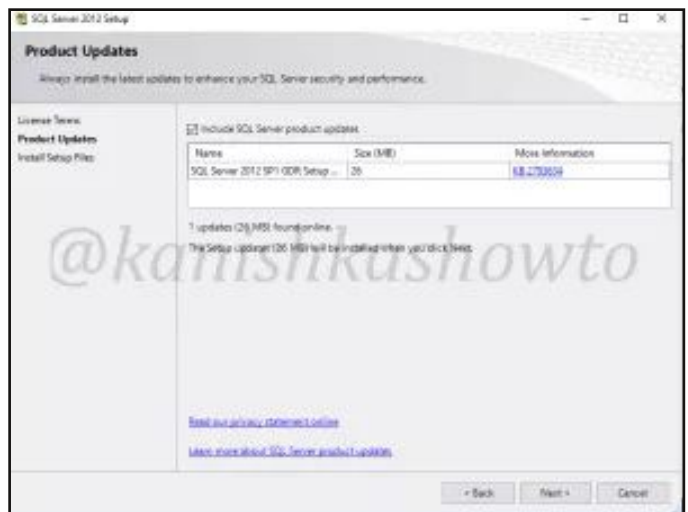 SQL Server 2012 Setup
Product Updates
Always install the latest updates to enhance your SQL Server security and performance.
License Terms
Product Updates
Install Setup Files
Include SQL Server product updates
Name Size (MB) More Information
SQL Server 2012 SP1 GDR Setup ... 26 KB 2793634
1 updates (26 MB) found online.
The Setup updates (26 MB) will be installed when you click Next.
@kanishkashowto
Read our privacy statement online
Learn more about SQL Server product updates
< Back Next > Cancel